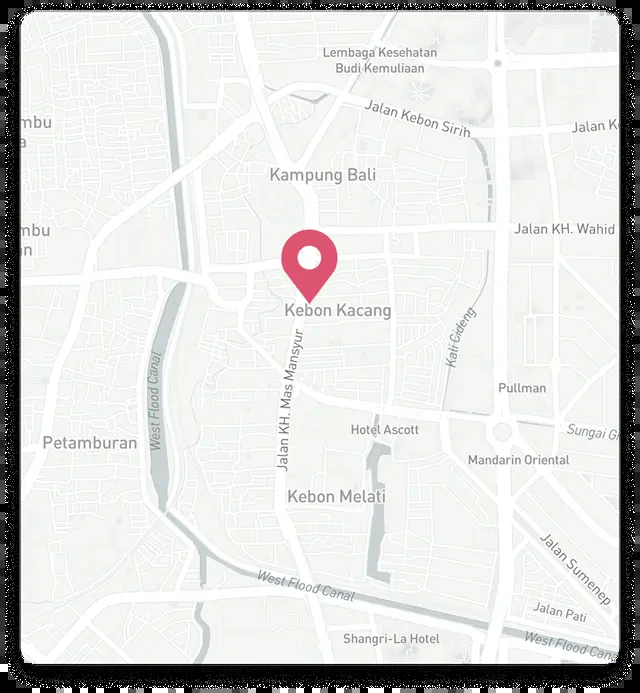 Lembaga Kesehatan
Budi Kemuliaan
Jalan Kebon Sirih
Jalan K
mbu
a
Kampung Bali
mbu
an
Jalan KH. Wahid
Kebon Kacang
Kali Cideng
Jalan KH. Mas Mansyur
West Flood Canal
Pullman
Hotel Ascott
Sungai G
Petamburan
Mandarin Oriental
Kebon Melati
Jalan Sumenep
West Flood Canal
Jalan Pati
Shangri-La Hotel
West Flood Cana